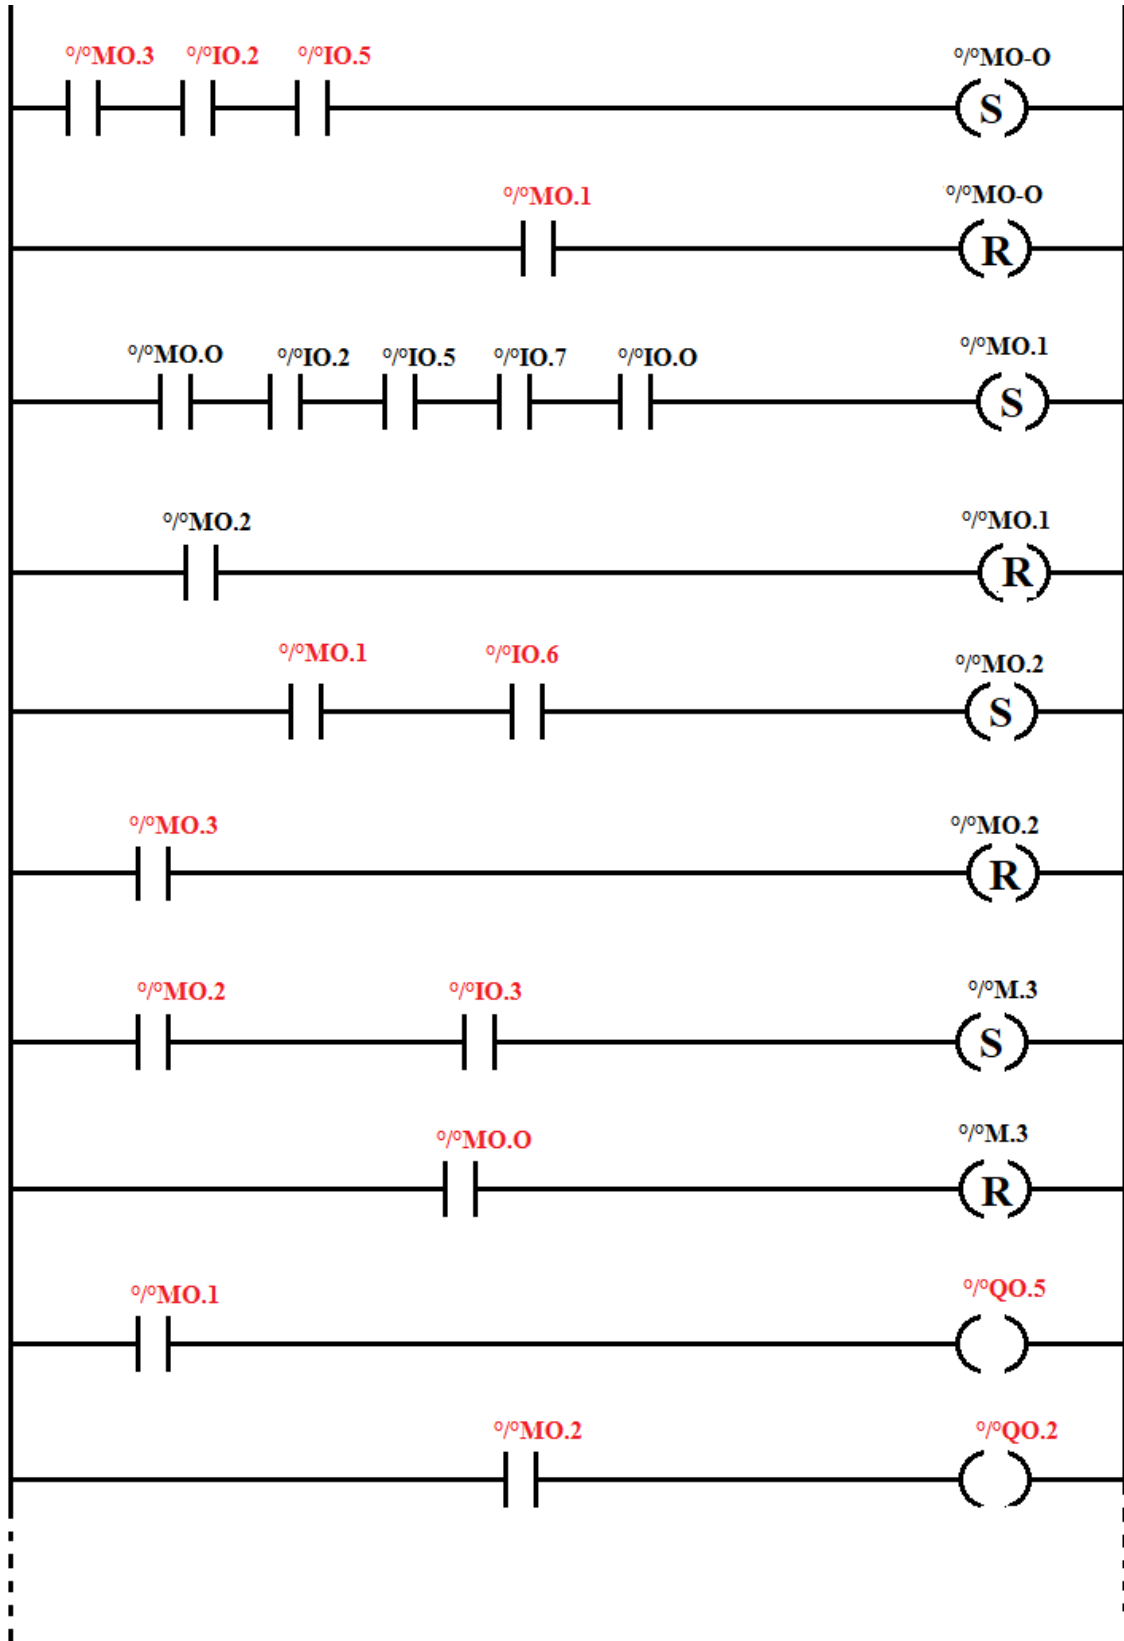 °/°MO.3 °/°IO.2 °/°IO.5 °/°MO-O
S
°/°MO.1 °/°MO-O
R
°/°MO.O °/°IO.2 °/°IO.5 °/°IO.7 °/°IO.O °/°MO.1
S
°/°MO.2 °/°MO.1
R
°/°MO.1 °/°IO.6 °/°MO.2
S
°/°MO.3 °/°MO.2
R
°/°MO.2 °/°IO.3 °/°M.3
S
°/°MO.O °/°M.3
R
°/°MO.1 °/°QO.5
°/°MO.2 °/°QO.2